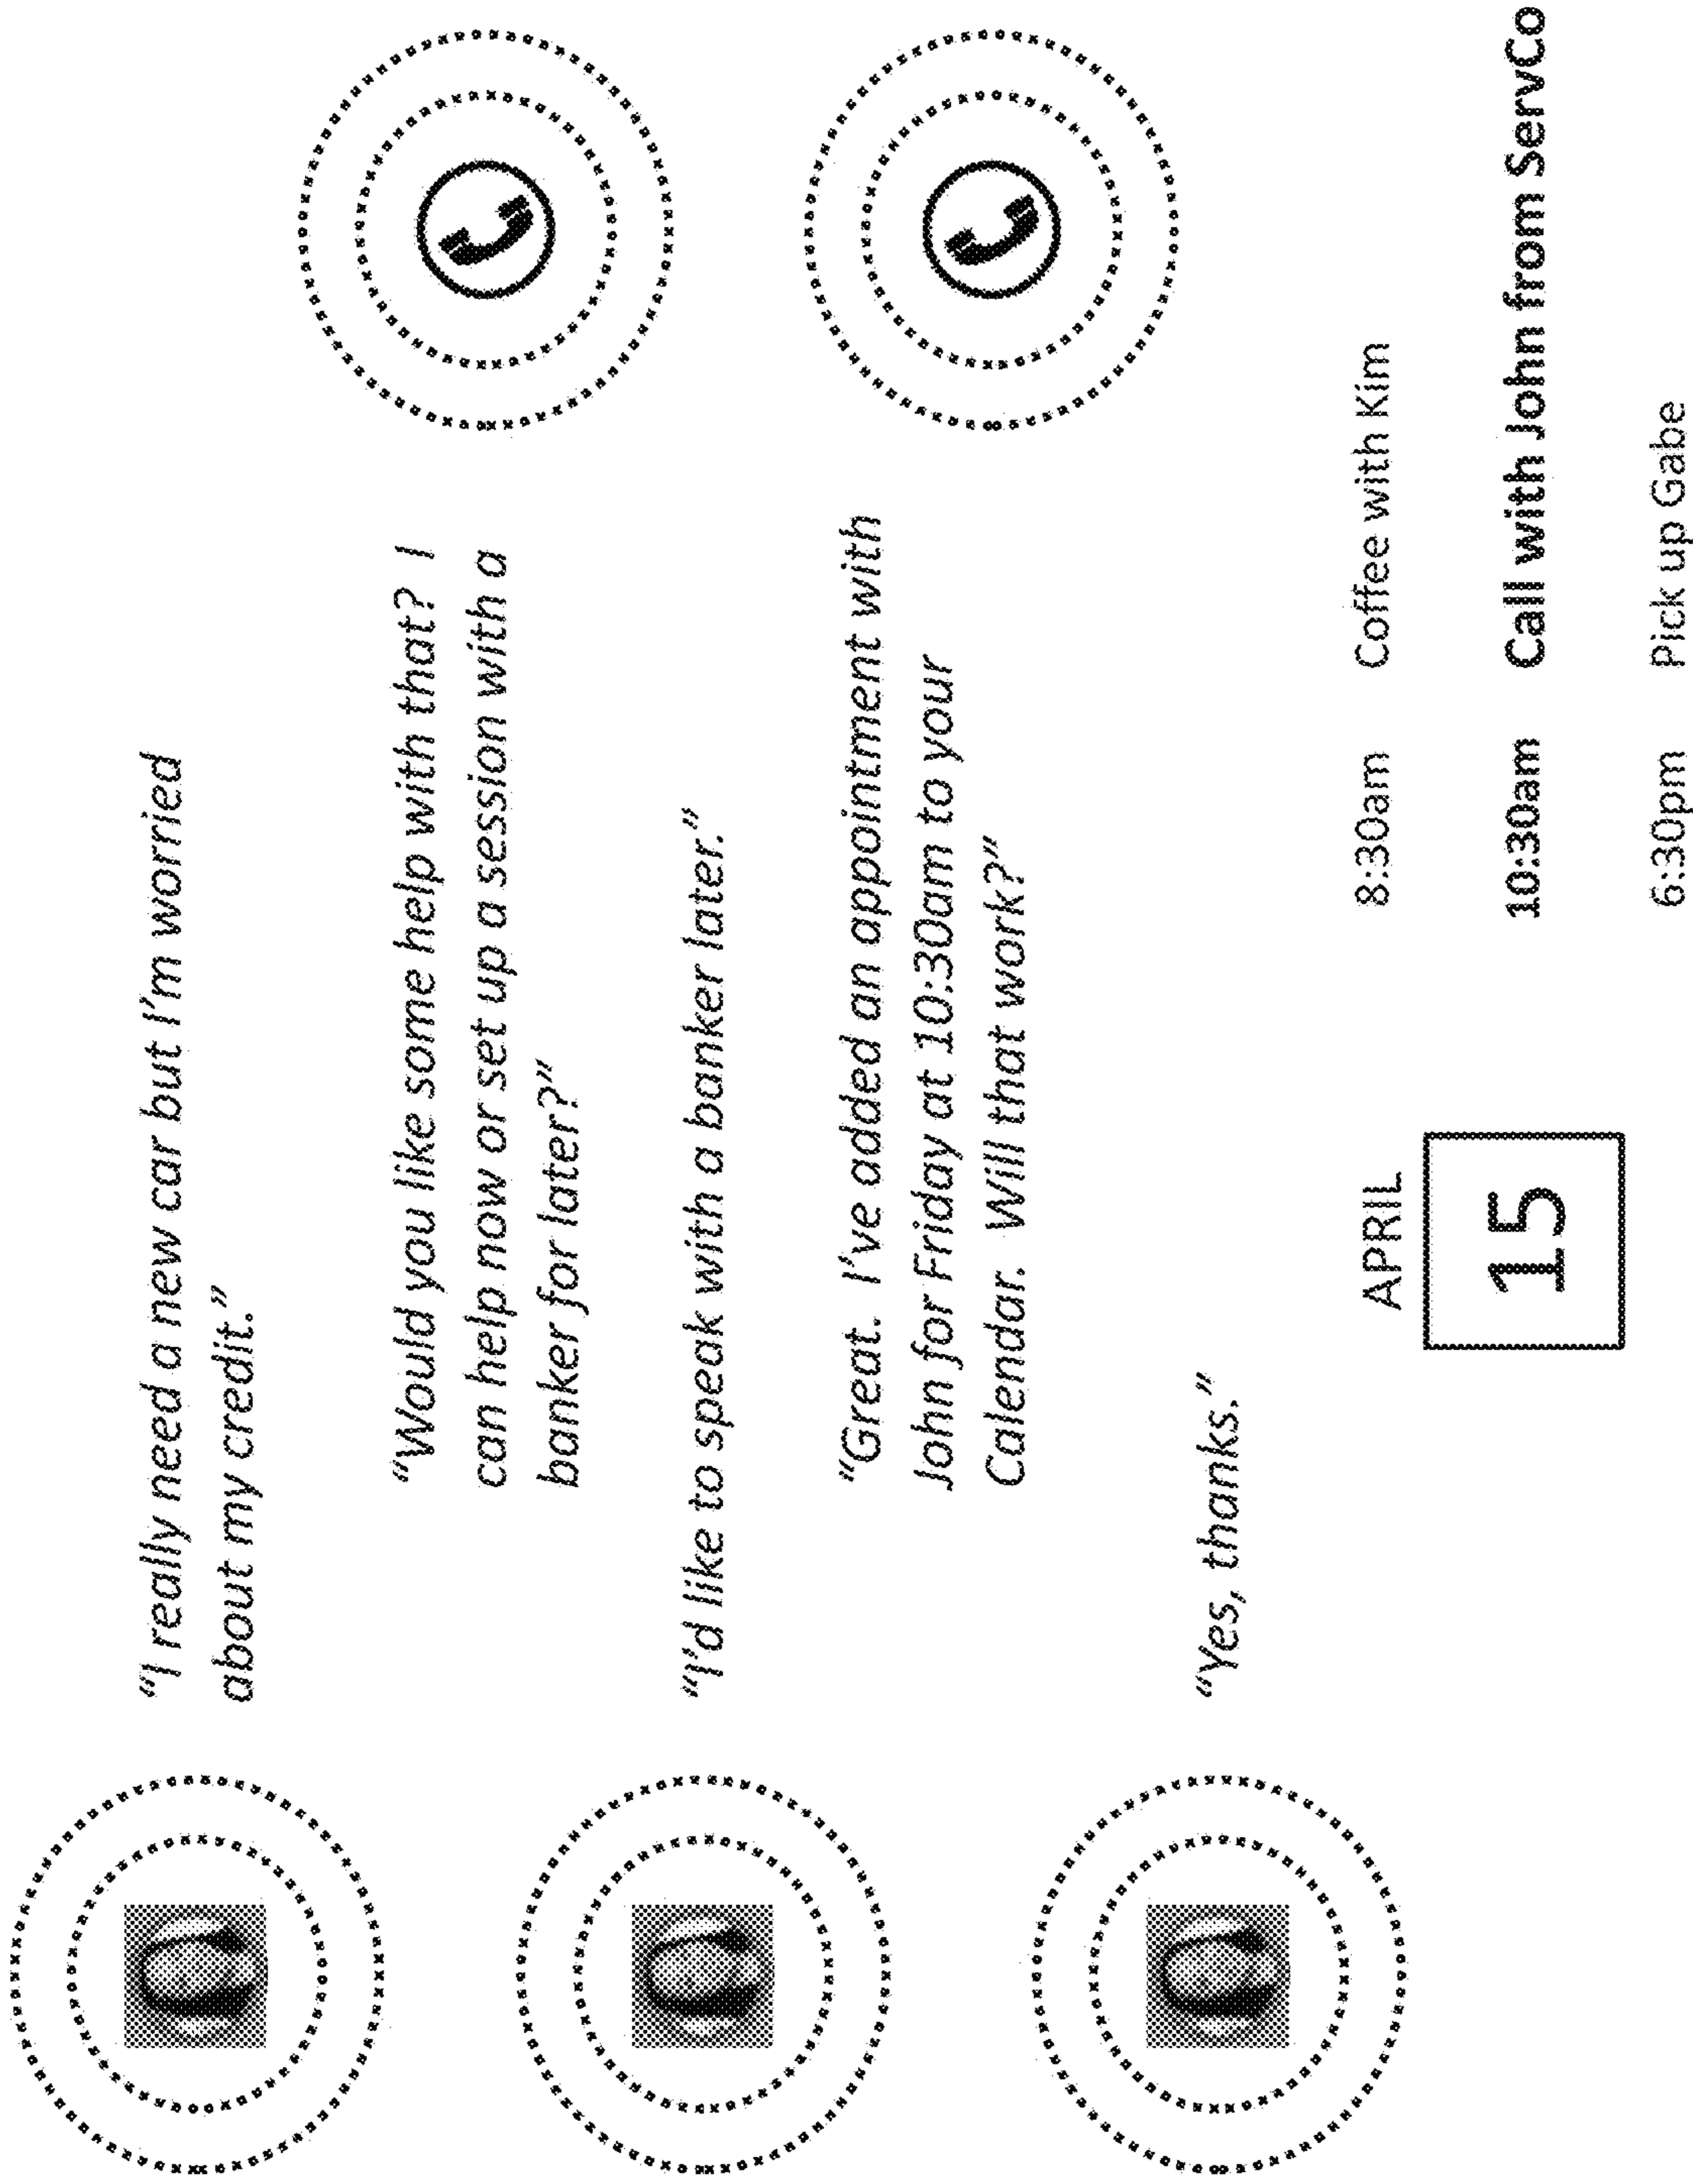 “I really need a new car but I’m worried
about my credit.”
“Would you like some help with that?  I
can help now or set up a session with a
banker for later?”
“I’d like to speak with a banker later.”
“Great.  I’ve added an appointment with
John for Friday at 10:30am to your
Calendar.  Will that work?”
“Yes, thanks.”
APRIL
15
8:30am Coffee with Kim
10:30am Call with John from ServCo
6:30pm Pick up Gabe